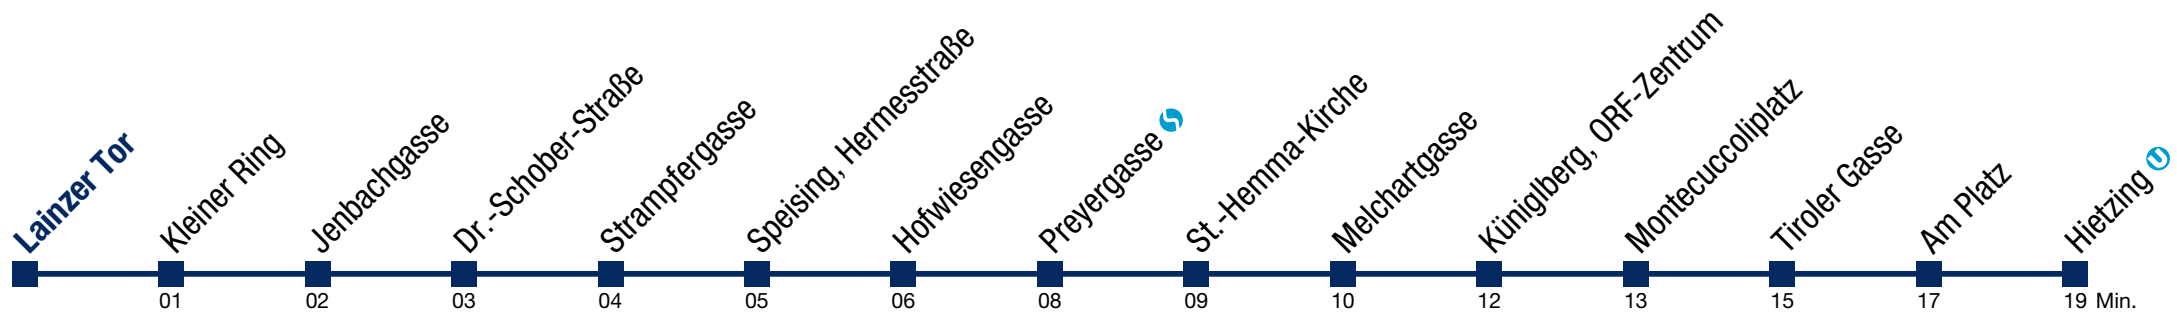 Lainzer Tor
Kleiner Ring
Jenbachgasse
Dr.-Schober-Straße
Strampfergasse
Speising, Hermesstraße
Hofwiesengasse
Preyergasse
St.-Hemma-Kirche
Melchartgasse
Küniglberg, ORF-Zentrum
Montecuccoliplatz
Tiroler Gasse
Am Platz
Hietzing
01 02 03 04 05 06 08 09 10 12 13 15 17 19 Min.